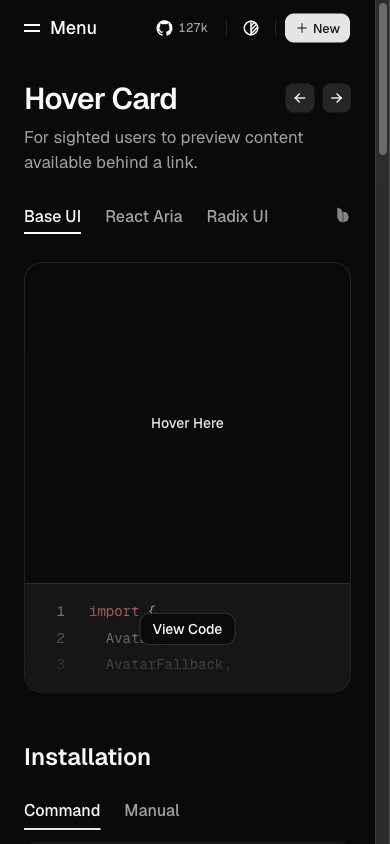 Menu 127k New
Hover Card
For sighted users to preview content
available behind a link.
Base UI React Aria Radix UI
Hover Here
1 import {
2 Avat
3 AvatarFallback,
View Code
Installation
Command Manual